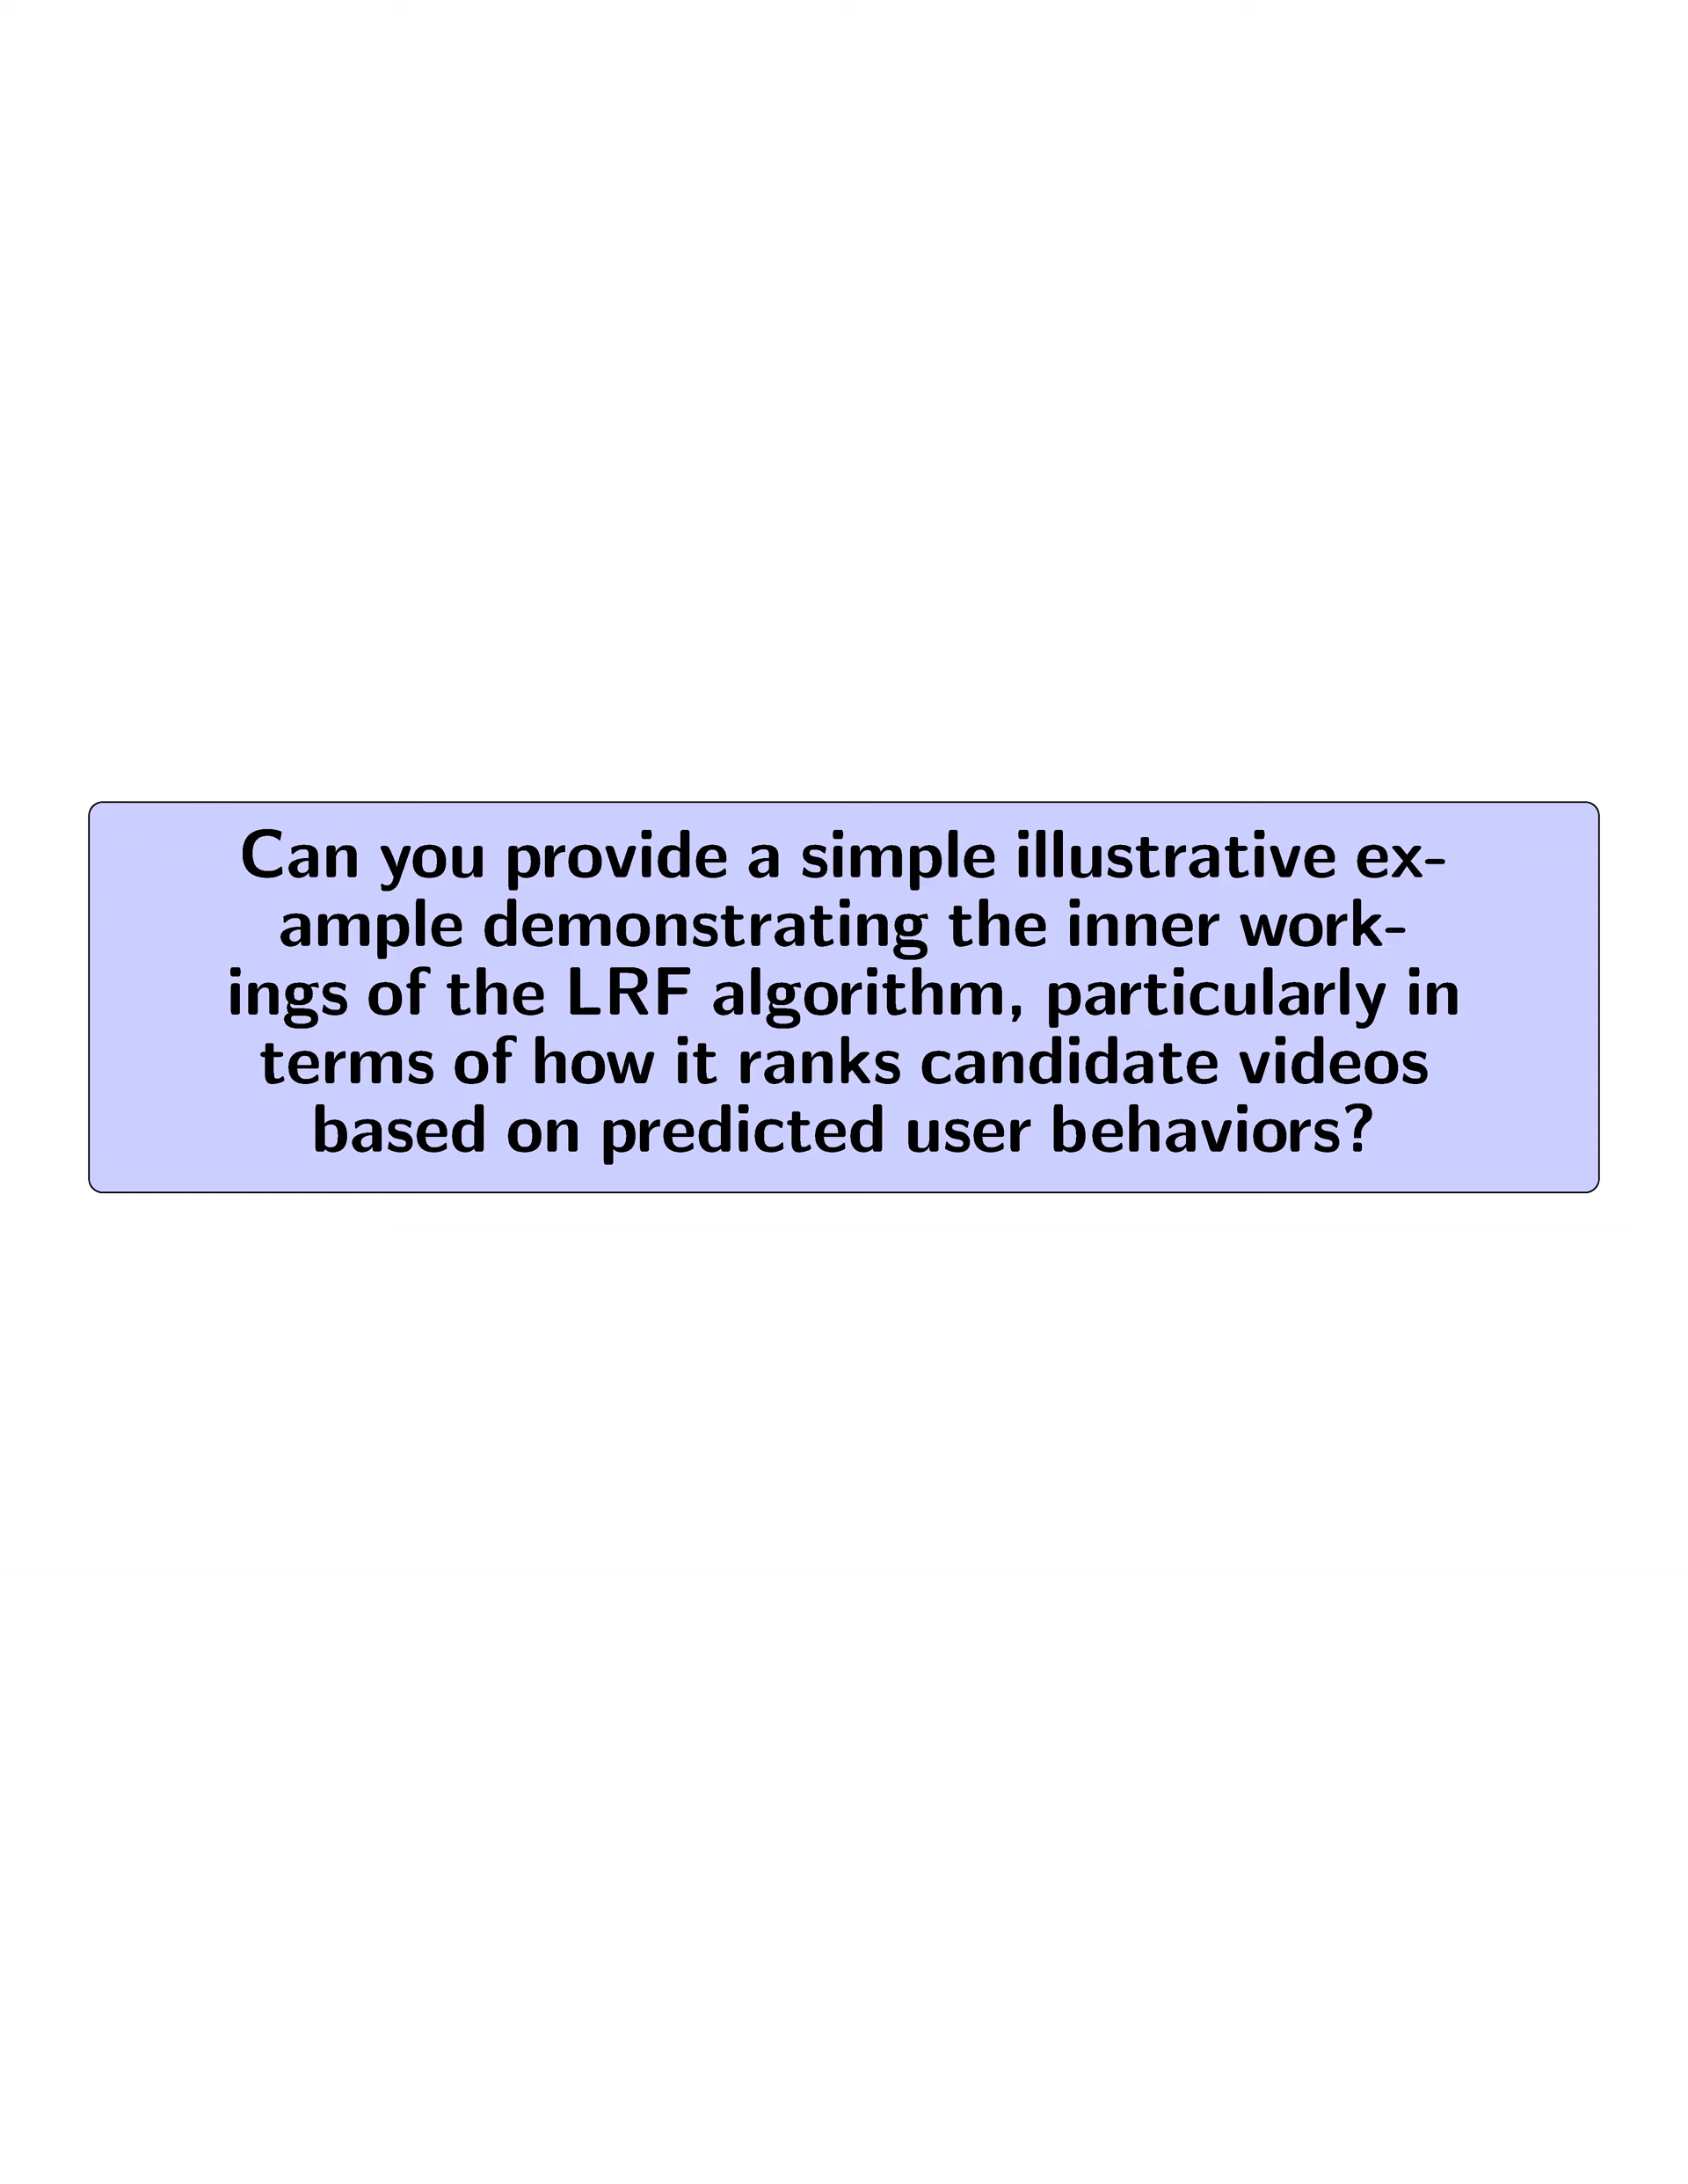 Can you provide a simple illustrative ex-
ample demonstrating the inner work-
ings of the LRF algorithm, particularly in
terms of how it ranks candidate videos
based on predicted user behaviors?